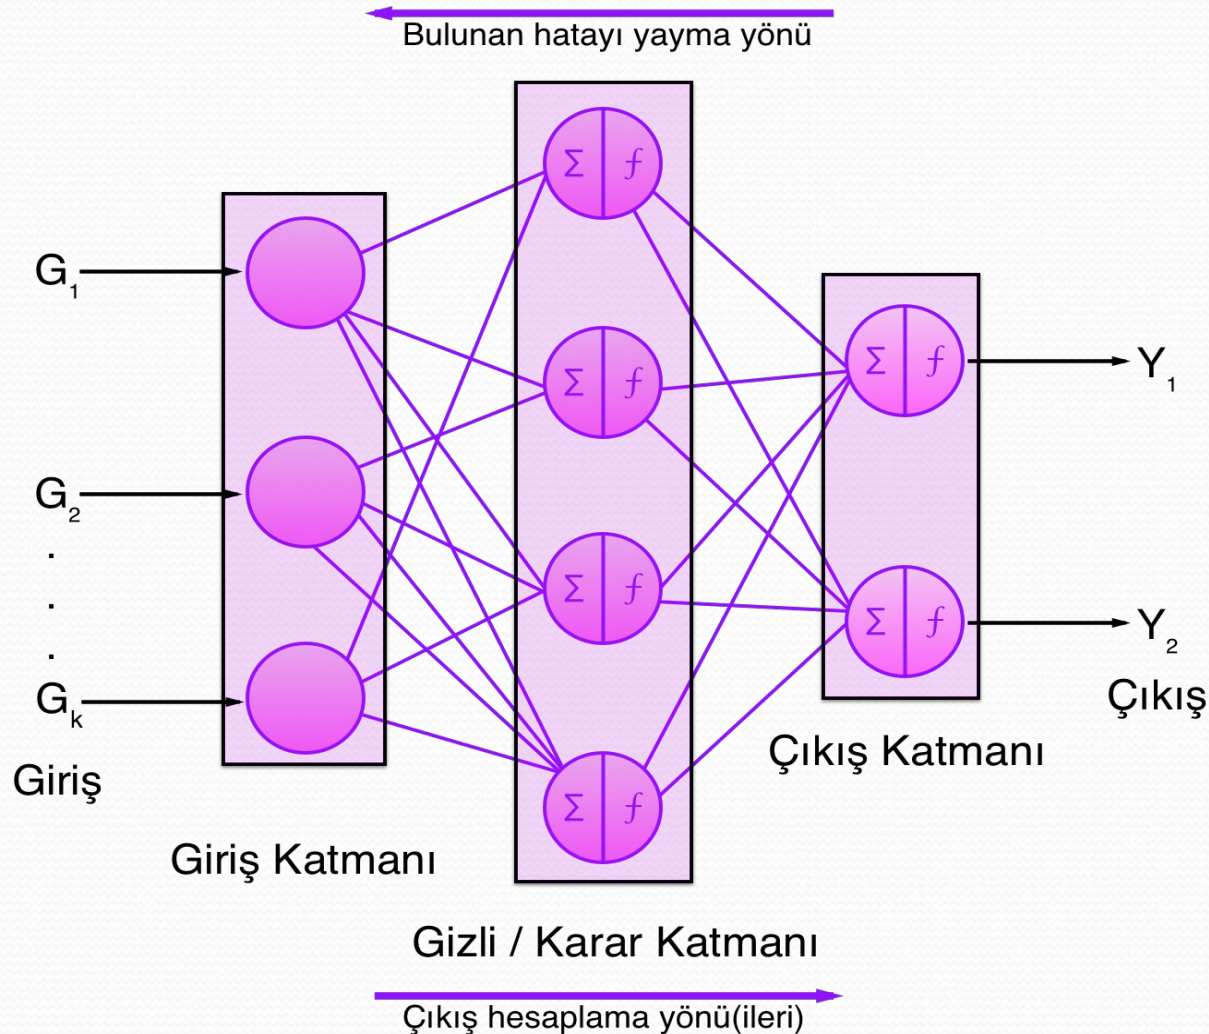 Bulunan hatayı yayma yönü
Σ f
G1
Σ f
Σ f
Y1
G2
.
.
.
Σ f
Σ f
Y2
Gk
Çıkış
Giriş
Çıkış Katmanı
Σ f
Giriş Katmanı
Gizli / Karar Katmanı
Çıkış hesaplama yönü(ileri)